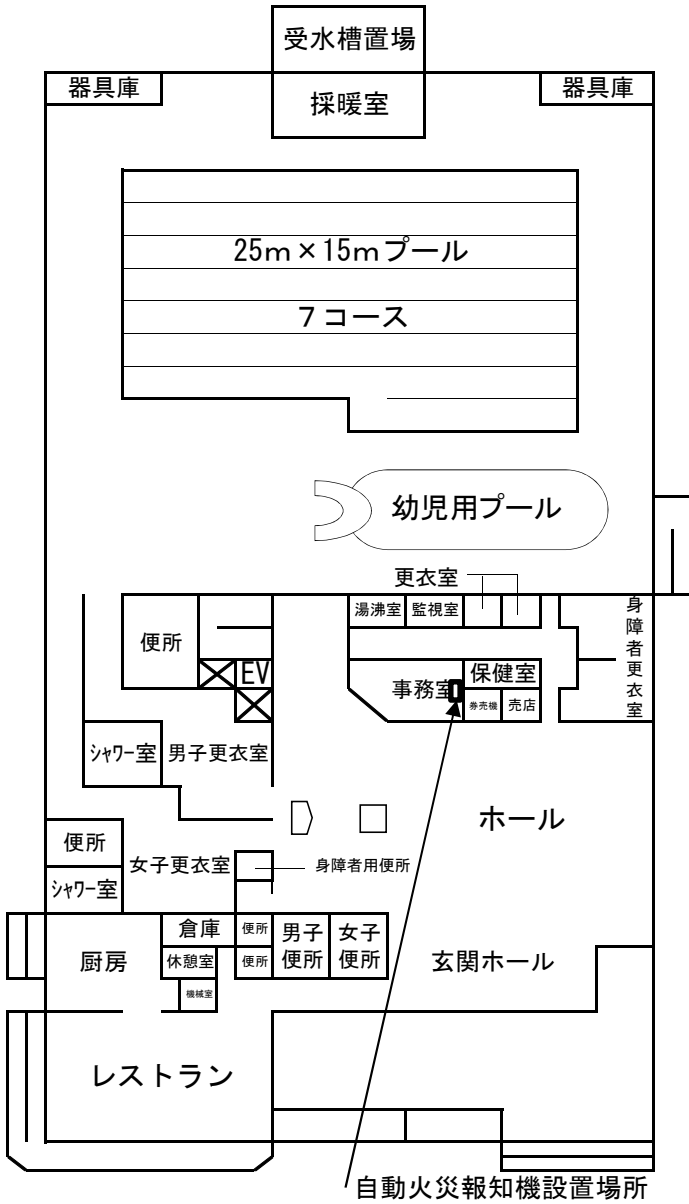 受水槽置場
器具庫
採暖室
器具庫
25ｍ×15ｍプール
７コース
幼児用プール
更衣室
湯沸室
監視室
身障者更衣室
便所
EV
事務室
保健室
券売機
売店
ｼｬﾜｰ室
男子更衣室
ホール
便所
女子更衣室
身障者用便所
ｼｬﾜｰ室
倉庫
便所
男子
便所
女子
便所
厨房
休憩室
便所
玄関ホール
機械室
レストラン
自動火災報知機設置場所